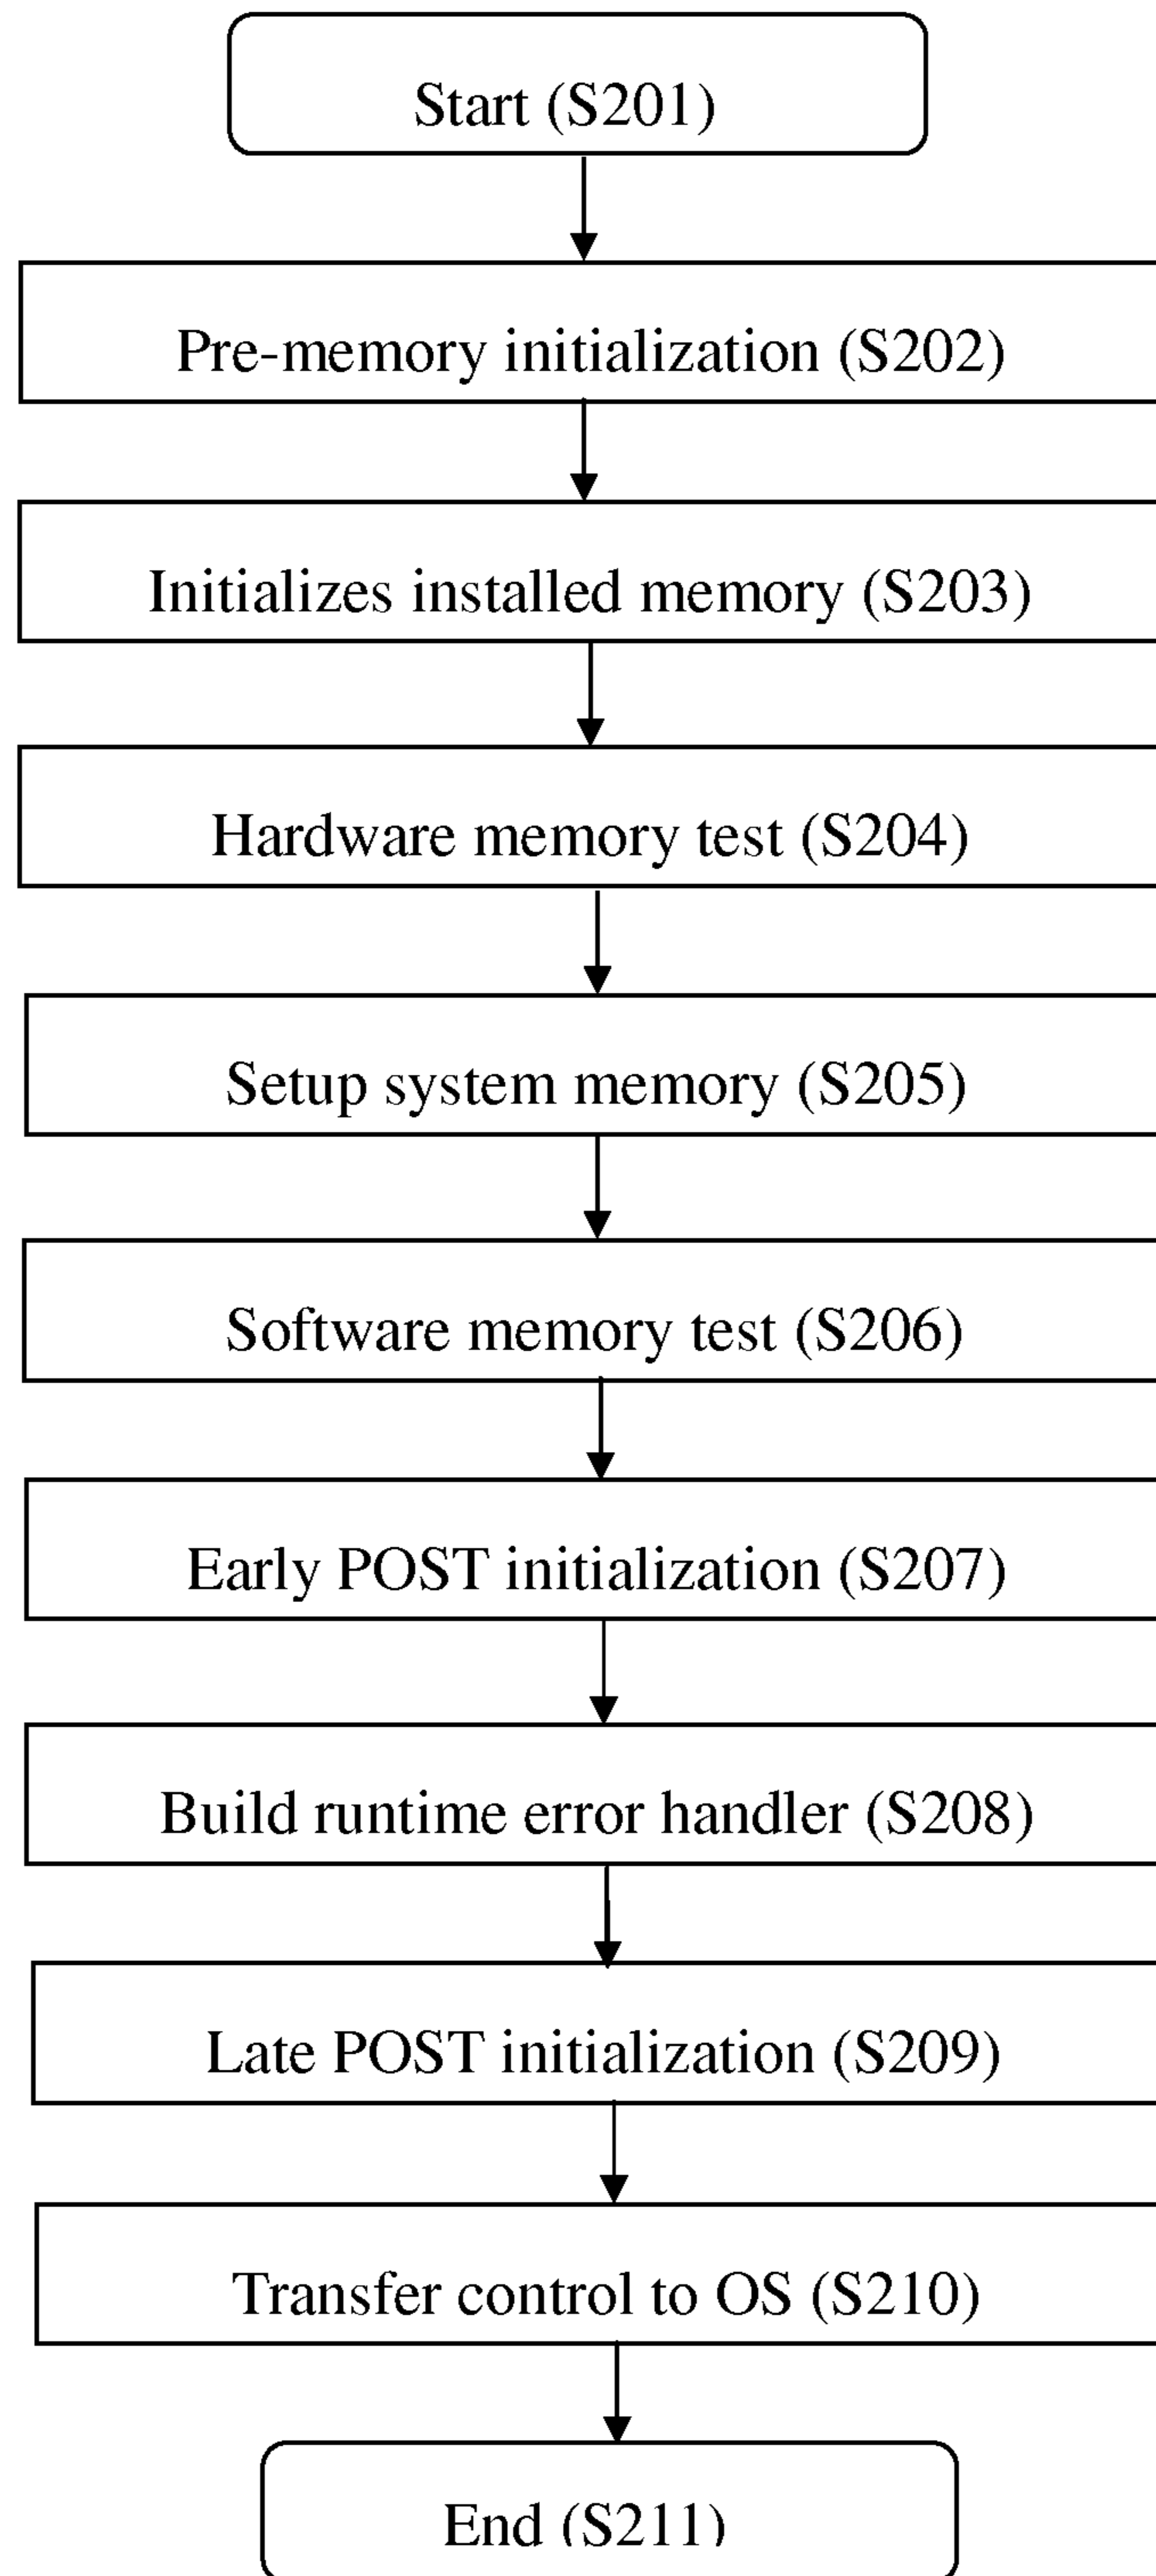 Start (S201)
Pre-memory initialization (S202)
Initializes installed memory (S203)
Hardware memory test (S204)
Setup system memory (S205)
Software memory test (S206)
Early POST initialization (S207)
Build runtime error handler (S208)
Late POST initialization (S209)
Transfer control to OS (S210)
End (S211)